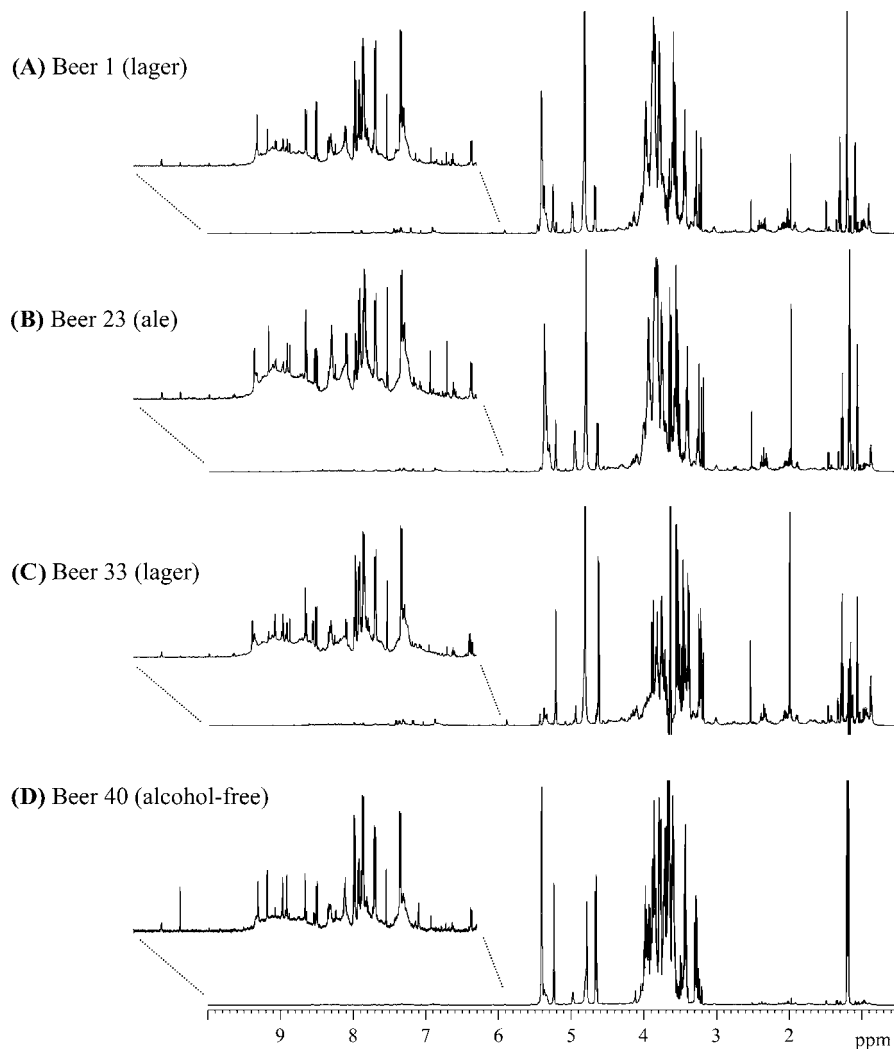 (A) Beer 1 (lager)
(B) Beer 23 (ale)
(C) Beer 33 (lager)
(D) Beer 40 (alcohol-free)
9 8 7 6 5 4 3 2 ppm